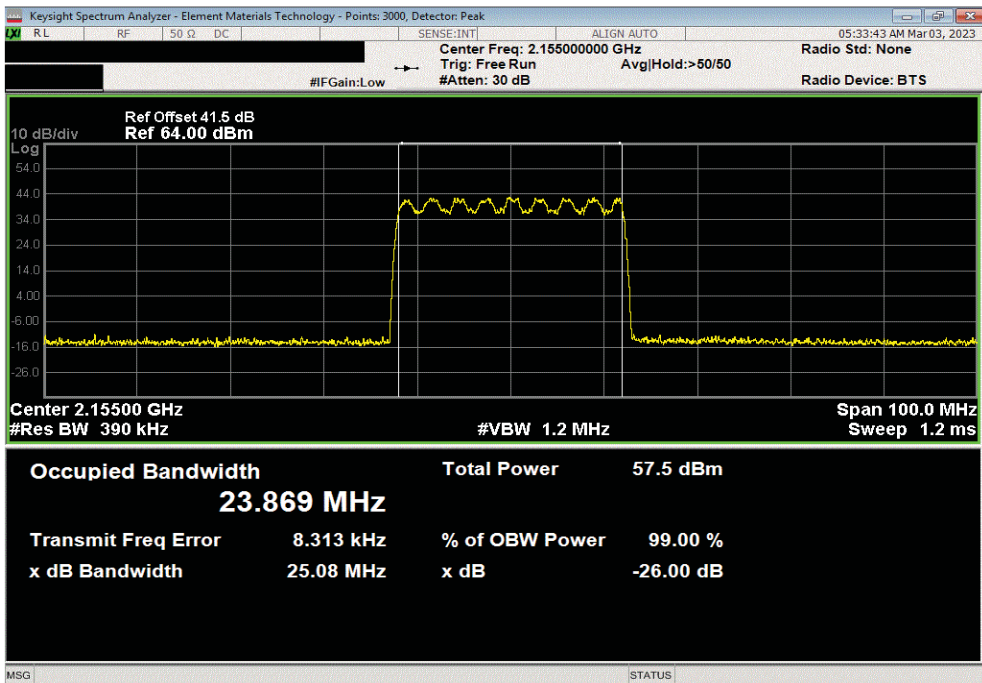 Keysight Spectrum Analyzer - Element Materials Technology - Points: 3000, Detector: Peak
LXI RL RF 50 Ω DC SENSE:INT ALIGN AUTO 05:33:43 AM Mar 03, 2023
Center Freq: 2.155000000 GHz Radio Std: None
Trig: Free Run Avg|Hold:>50/50
#IFGain:Low #Atten: 30 dB Radio Device: BTS
Ref Offset 41.5 dB
10 dB/div Ref 64.00 dBm
Log
54.0
44.0
34.0
24.0
14.0
4.00
-6.00
-16.0
-26.0
Center 2.15500 GHz Span 100.0 MHz
#Res BW 390 kHz #VBW 1.2 MHz Sweep 1.2 ms
Occupied Bandwidth Total Power 57.5 dBm
23.869 MHz
Transmit Freq Error 8.313 kHz % of OBW Power 99.00 %
x dB Bandwidth 25.08 MHz x dB -26.00 dB
MSG STATUS